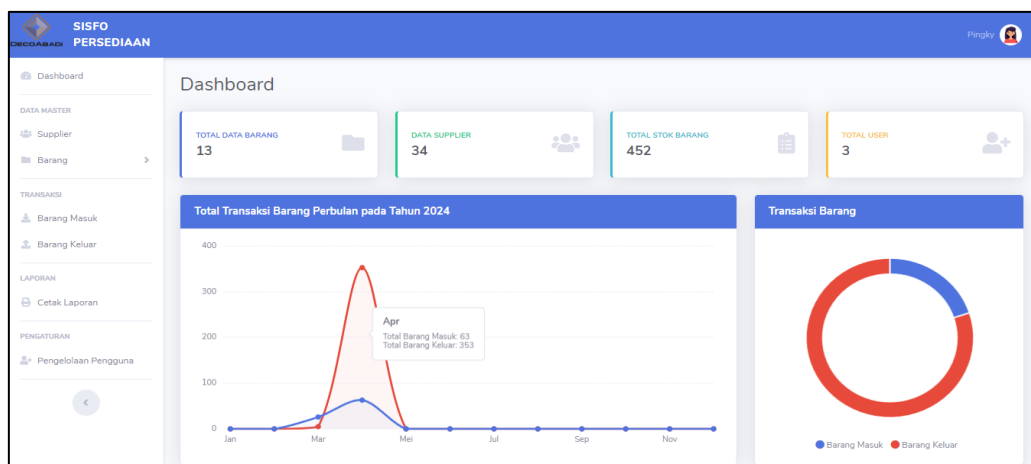 DECOABADI
SISFO
PERSEDIAAN
Pingky
Dashboard
DATA MASTER
Supplier
Barang
TRANSAKSI
Barang Masuk
Barang Keluar
LAPORAN
Cetak Laporan
PENGATURAN
Pengelolaan Pengguna
Dashboard
TOTAL DATA BARANG
13
DATA SUPPLIER
34
TOTAL STOK BARANG
452
TOTAL USER
3
Total Transaksi Barang Perbulan pada Tahun 2024
400
300
200
100
0
Jan Mar Mei Jul Sep Nov
Apr
Total Barang Masuk: 63
Total Barang Keluar: 353
Transaksi Barang
Barang Masuk Barang Keluar